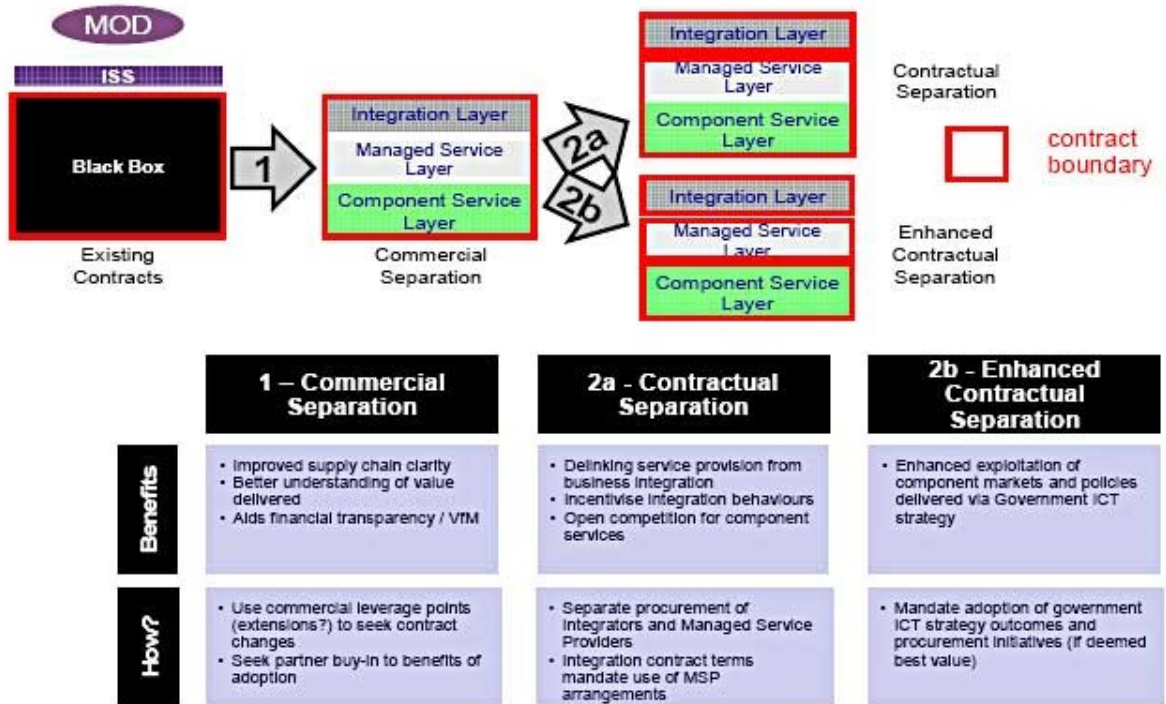 MOD
ISS
Black Box
Existing
Contracts
1
Integration Layer
Managed Service
Layer
Component Service
Layer
Commercial
Separation
2a
2b
Integration Layer
Managed Service
Layer
Component Service
Layer
Contractual
Separation
contract
boundary
Integration Layer
Managed Service
Layer
Component Service
Layer
Enhanced
Contractual
Separation
1 – Commercial
Separation
2a - Contractual
Separation
2b - Enhanced
Contractual
Separation
Benefits
• Improved supply chain clarity
• Better understanding of value
delivered
• Aids financial transparency / VfM
• Delinking service provision from
business integration
• Incentivise integration behaviours
• Open competition for component
services
• Enhanced exploitation of
component markets and policies
delivered via Government ICT
strategy
How?
• Use commercial leverage points
(extensions?) to seek contract
changes
• Seek partner buy-in to benefits of
adoption
• Separate procurement of
Integrators and Managed Service
Providers
• Integration contract terms
mandate use of MSP
arrangements
• Mandate adoption of government
ICT strategy outcomes and
procurement initiatives (if deemed
best value)